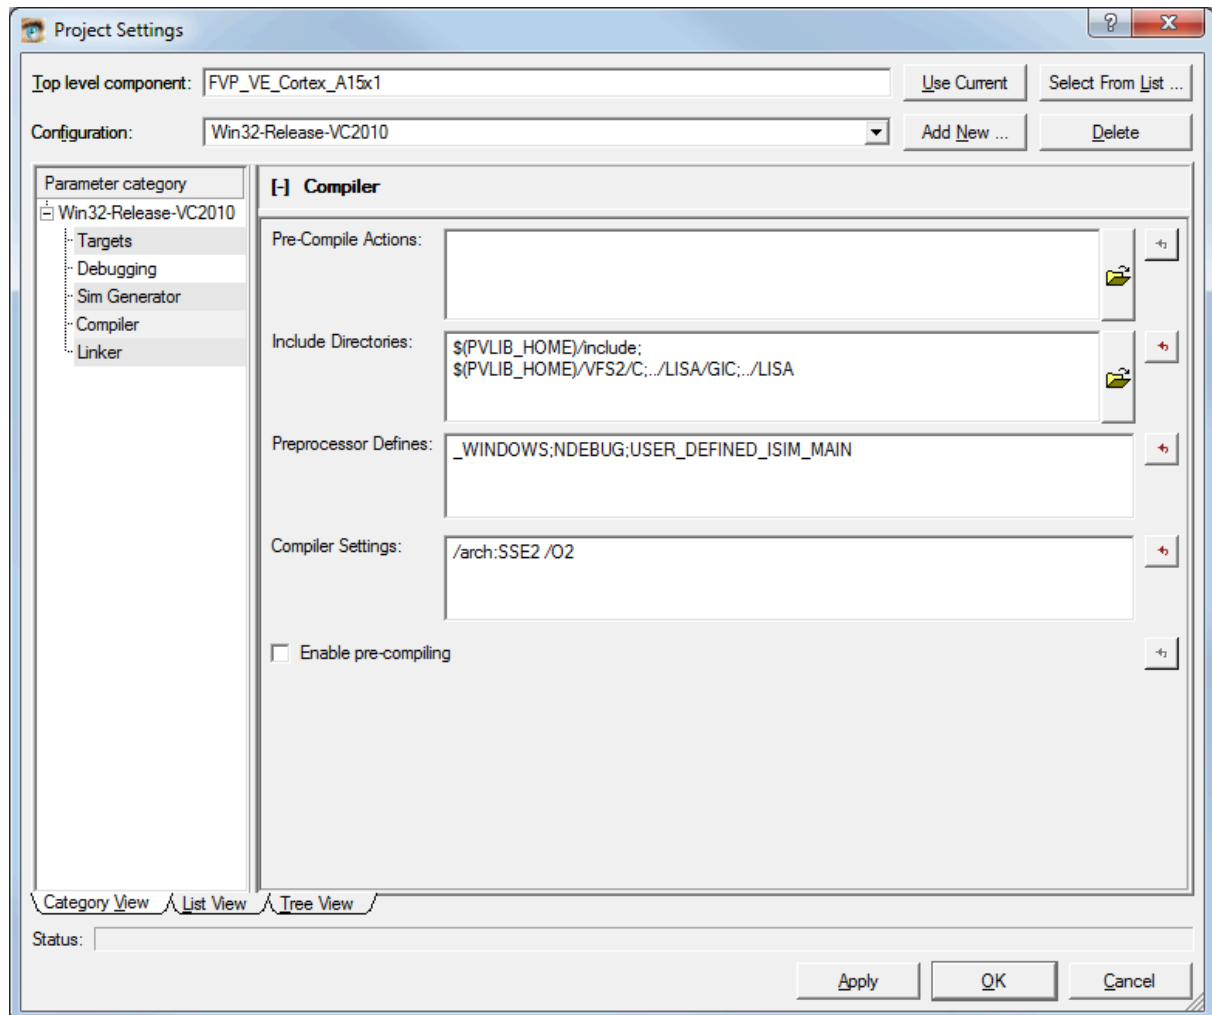 Project Settings
Top level component: FVP_VE_Cortex_A15x1 Use Current Select From List ...
Configuration: Win32-Release-VC2010 Add New ... Delete
Parameter category
Win32-Release-VC2010
Targets
Debugging
Sim Generator
Compiler
Linker
[-] Compiler
Pre-Compile Actions:
Include Directories:
$(PVLIB_HOME)/include;
$(PVLIB_HOME)/VFS2/C;../LISA/GIC;../LISA
Preprocessor Defines: _WINDOWS;NDEBUG;USER_DEFINED_ISIM_MAIN
Compiler Settings: /arch:SSE2 /O2
Enable pre-compiling
Category View List View Tree View
Status:
Apply OK Cancel